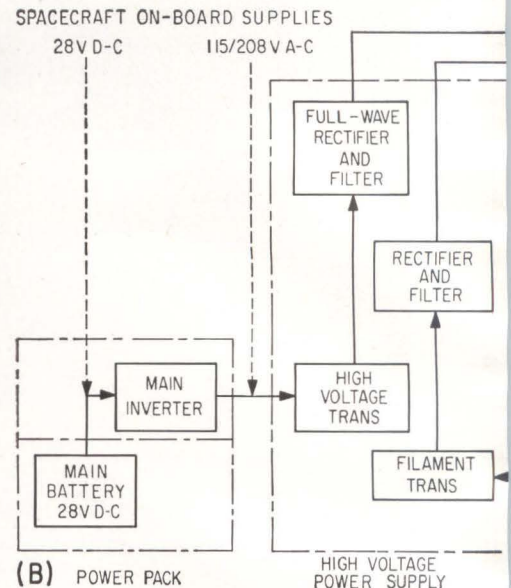 SPACECRAFT ON-BOARD SUPPLIES
28V D-C
115/208 V A-C
FULL-WAVE
RECTIFIER
AND
FILTER
RECTIFIER
AND
FILTER
MAIN
INVERTER
HIGH
VOLTAGE
TRANS
MAIN
BATTERY
28V D-C
FILAMENT
TRANS
(B) POWER PACK
HIGH VOLTAGE
POWER SUPPLY